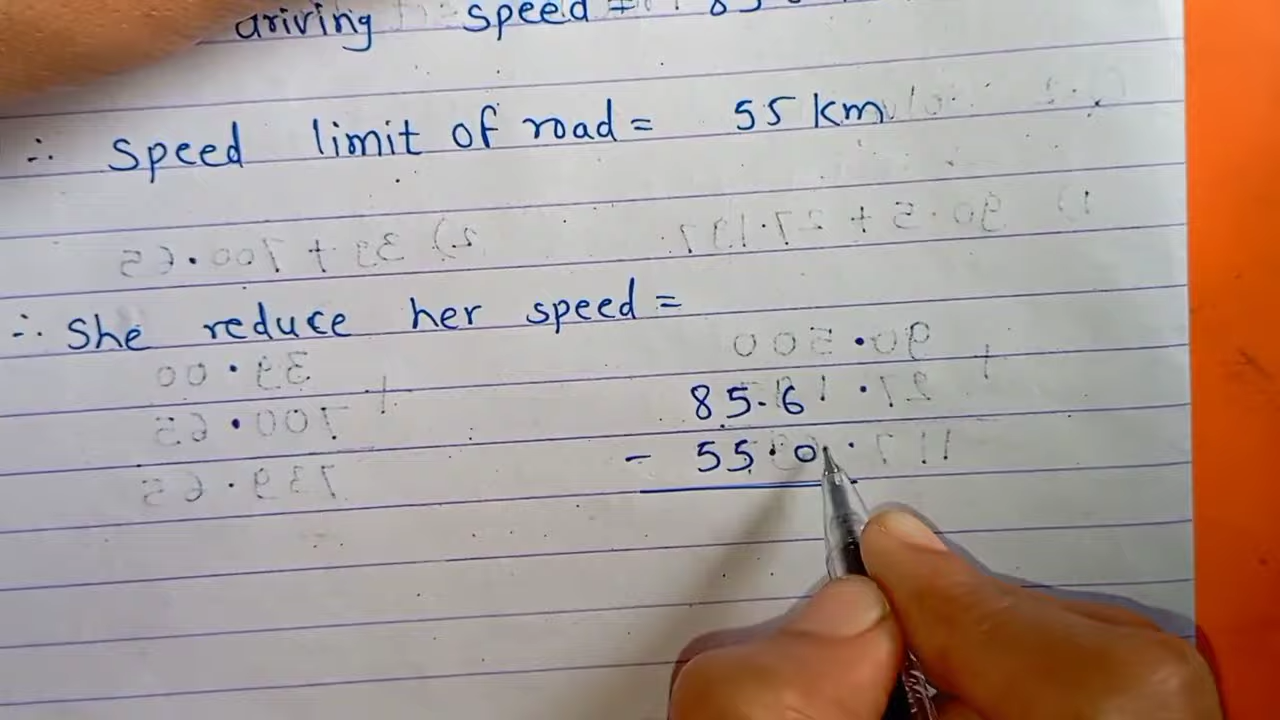 driving speed =
∴ Speed limit of road = 55 km
∴ She reduce her speed =
85.6
- 55.0